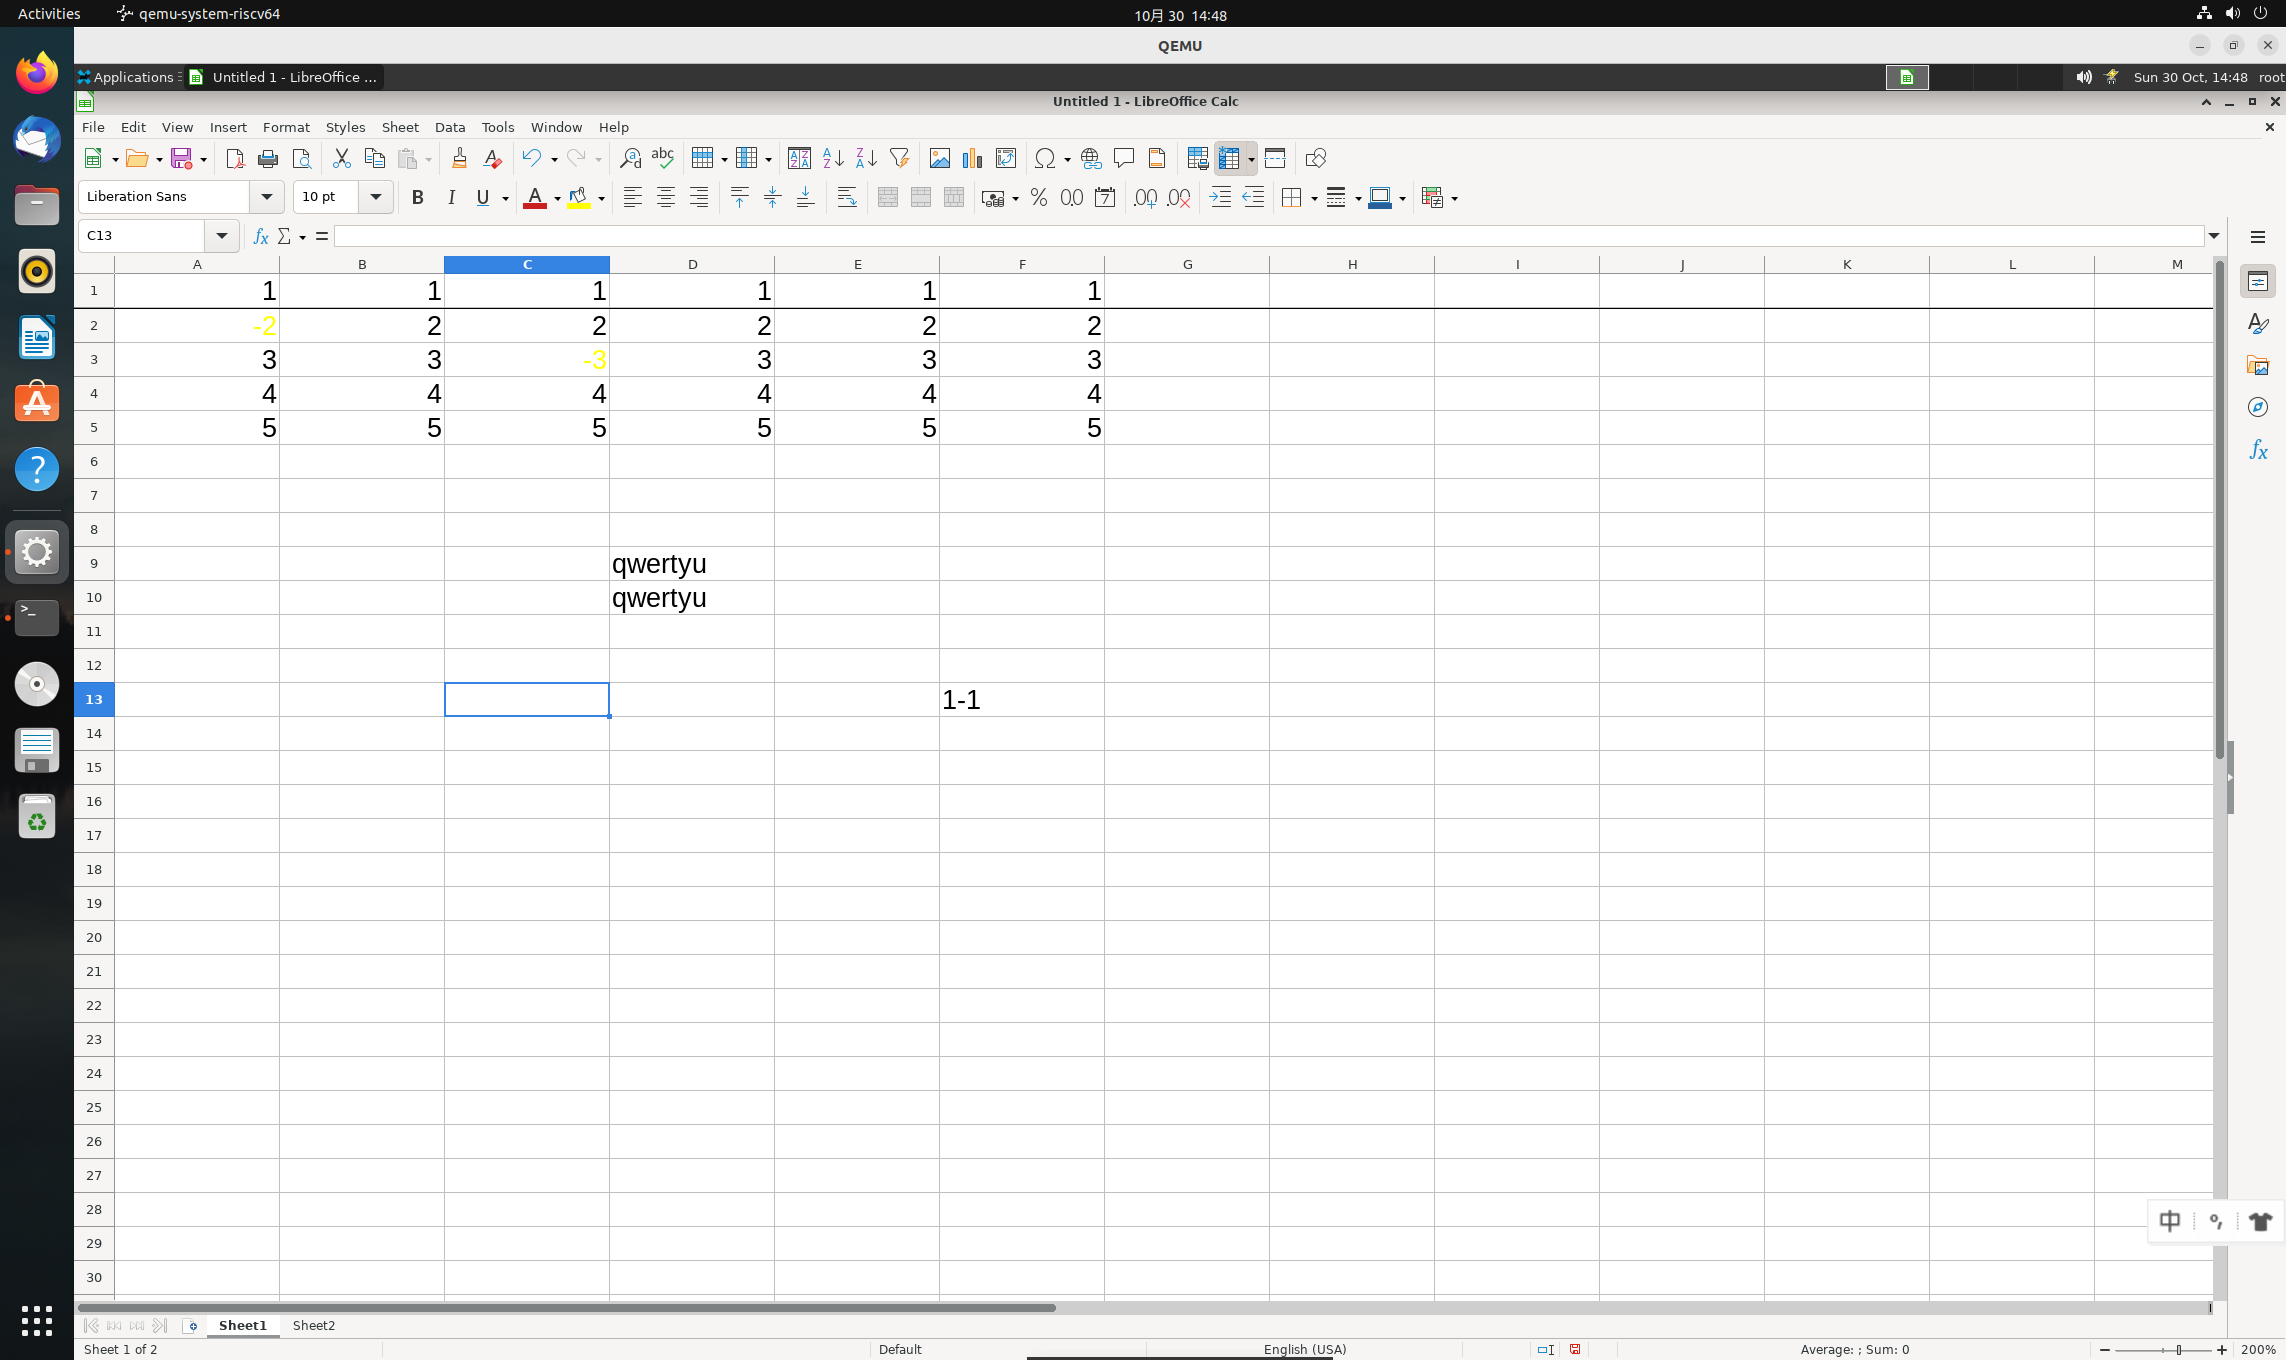 Activities qemu-system-riscv64 10月 30 14:48
QEMU
Applications Untitled 1 - LibreOffice ... Sun 30 Oct, 14:48 root
Untitled 1 - LibreOffice Calc
File Edit View Insert Format Styles Sheet Data Tools Window Help
Liberation Sans 10 pt
C13
A B C D E F G H I J K L M
1 1 1 1 1 1 1
2 -2 2 2 2 2 2
3 3 3 -3 3 3 3
4 4 4 4 4 4 4
5 5 5 5 5 5 5
6
7
8
9 qwertyu
10 qwertyu
11
12
13 1-1
14
15
16
17
18
19
20
21
22
23
24
25
26
27
28 中
29
30
Sheet1 Sheet2
Sheet 1 of 2 Default English (USA) Average: ; Sum: 0 200%